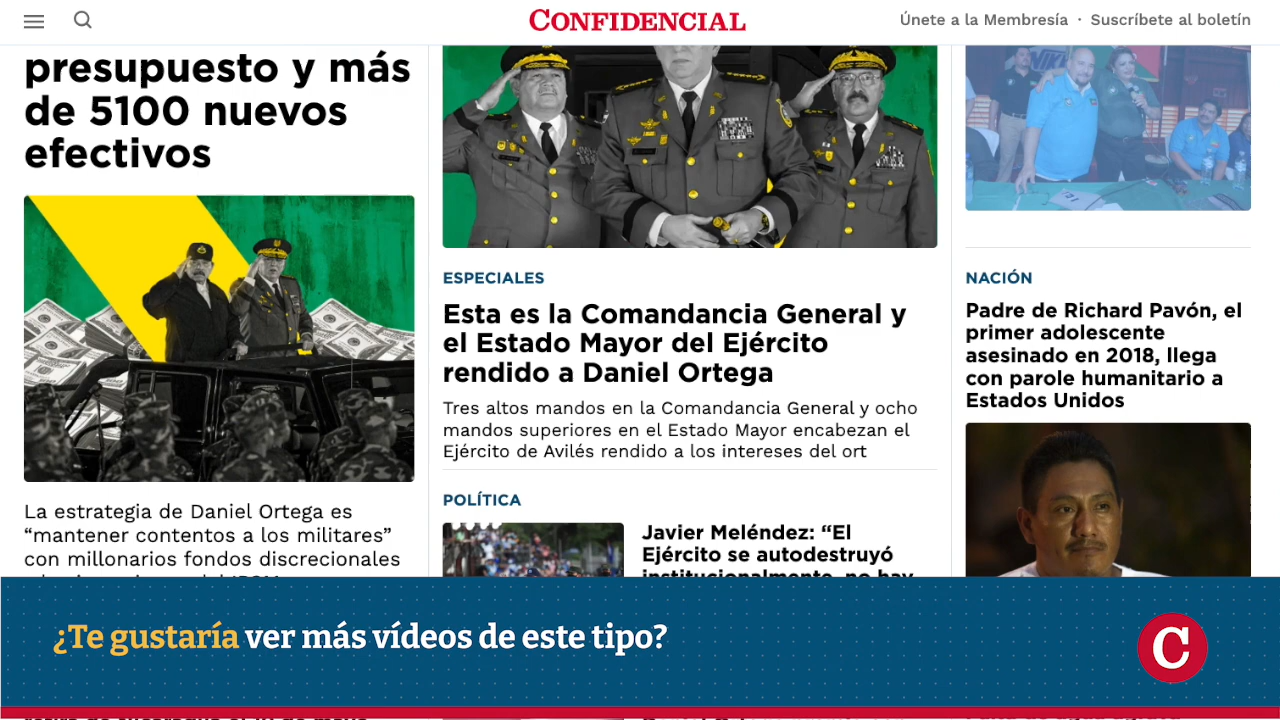 CONFIDENCIAL
Únete a la Membresía · Suscríbete al boletín
presupuesto y más
de 5100 nuevos
efectivos
La estrategia de Daniel Ortega es
“mantener contentos a los militares”
con millonarios fondos discrecionales
ESPECIALES
Esta es la Comandancia General y
el Estado Mayor del Ejército
rendido a Daniel Ortega
Tres altos mandos en la Comandancia General y ocho
mandos superiores en el Estado Mayor encabezan el
Ejército de Avilés rendido a los intereses del ort
POLÍTICA
Javier Meléndez: “El
Ejército se autodestruyó
institucionalmente, no hay
NACIÓN
Padre de Richard Pavón, el
primer adolescente
asesinado en 2018, llega
con parole humanitario a
Estados Unidos
¿Te gustaría ver más vídeos de este tipo?
C